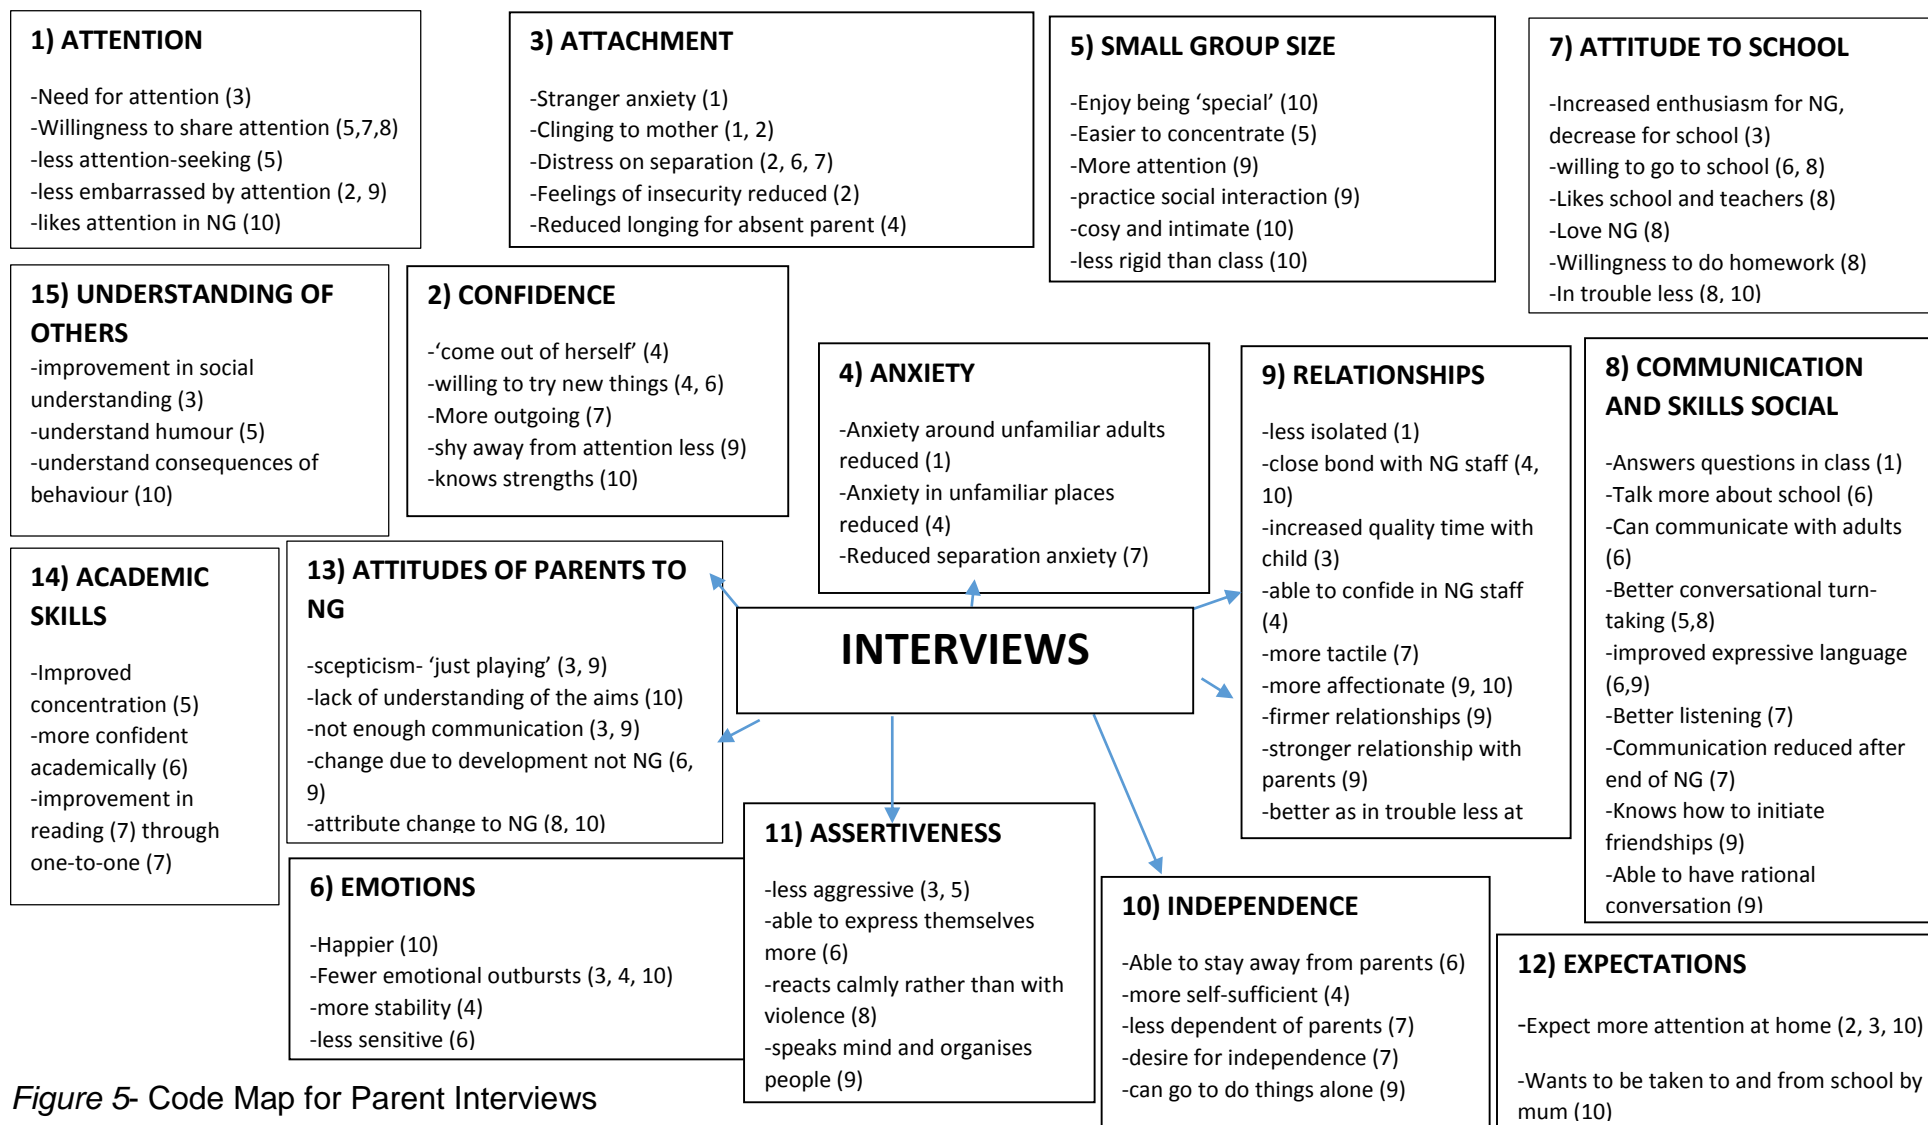 1) ATTENTION
-Need for attention (3)
-Willingness to share attention (5,7,8)
-less attention-seeking (5)
-less embarrassed by attention (2, 9)
-likes attention in NG (10)
3) ATTACHMENT
-Stranger anxiety (1)
-Clinging to mother (1, 2)
-Distress on separation (2, 6, 7)
-Feelings of insecurity reduced (2)
-Reduced longing for absent parent (4)
5) SMALL GROUP SIZE
-Enjoy being ‘special’ (10)
-Easier to concentrate (5)
-More attention (9)
-practice social interaction (9)
-cosy and intimate (10)
-less rigid than class (10)
7) ATTITUDE TO SCHOOL
-Increased enthusiasm for NG,
decrease for school (3)
-willing to go to school (6, 8)
-Likes school and teachers (8)
-Love NG (8)
-Willingness to do homework (8)
-In trouble less (8, 10)
15) UNDERSTANDING OF
OTHERS
-improvement in social
understanding (3)
-understand humour (5)
-understand consequences of
behaviour (10)
2) CONFIDENCE
-‘come out of herself’ (4)
-willing to try new things (4, 6)
-More outgoing (7)
-shy away from attention less (9)
-knows strengths (10)
4) ANXIETY
-Anxiety around unfamiliar adults
reduced (1)
-Anxiety in unfamiliar places
reduced (4)
-Reduced separation anxiety (7)
9) RELATIONSHIPS
-less isolated (1)
-close bond with NG staff (4,
10)
-increased quality time with
child (3)
-able to confide in NG staff
(4)
-more tactile (7)
-more affectionate (9, 10)
-firmer relationships (9)
-stronger relationship with
parents (9)
-better as in trouble less at
8) COMMUNICATION
AND SKILLS SOCIAL
-Answers questions in class (1)
-Talk more about school (6)
-Can communicate with adults
(6)
-Better conversational turn-
taking (5,8)
-improved expressive language
(6,9)
-Better listening (7)
-Communication reduced after
end of NG (7)
-Knows how to initiate
friendships (9)
-Able to have rational
conversation (9)
14) ACADEMIC
SKILLS
-Improved
concentration (5)
-more confident
academically (6)
-improvement in
reading (7) through
one-to-one (7)
13) ATTITUDES OF PARENTS TO
NG
-scepticism- ‘just playing’ (3, 9)
-lack of understanding of the aims (10)
-not enough communication (3, 9)
-change due to development not NG (6,
9)
-attribute change to NG (8, 10)
INTERVIEWS
6) EMOTIONS
-Happier (10)
-Fewer emotional outbursts (3, 4, 10)
-more stability (4)
-less sensitive (6)
11) ASSERTIVENESS
-less aggressive (3, 5)
-able to express themselves
more (6)
-reacts calmly rather than with
violence (8)
-speaks mind and organises
people (9)
10) INDEPENDENCE
-Able to stay away from parents (6)
-more self-sufficient (4)
-less dependent of parents (7)
-desire for independence (7)
-can go to do things alone (9)
12) EXPECTATIONS
-Expect more attention at home (2, 3, 10)
-Wants to be taken to and from school by
mum (10)
Figure 5- Code Map for Parent Interviews